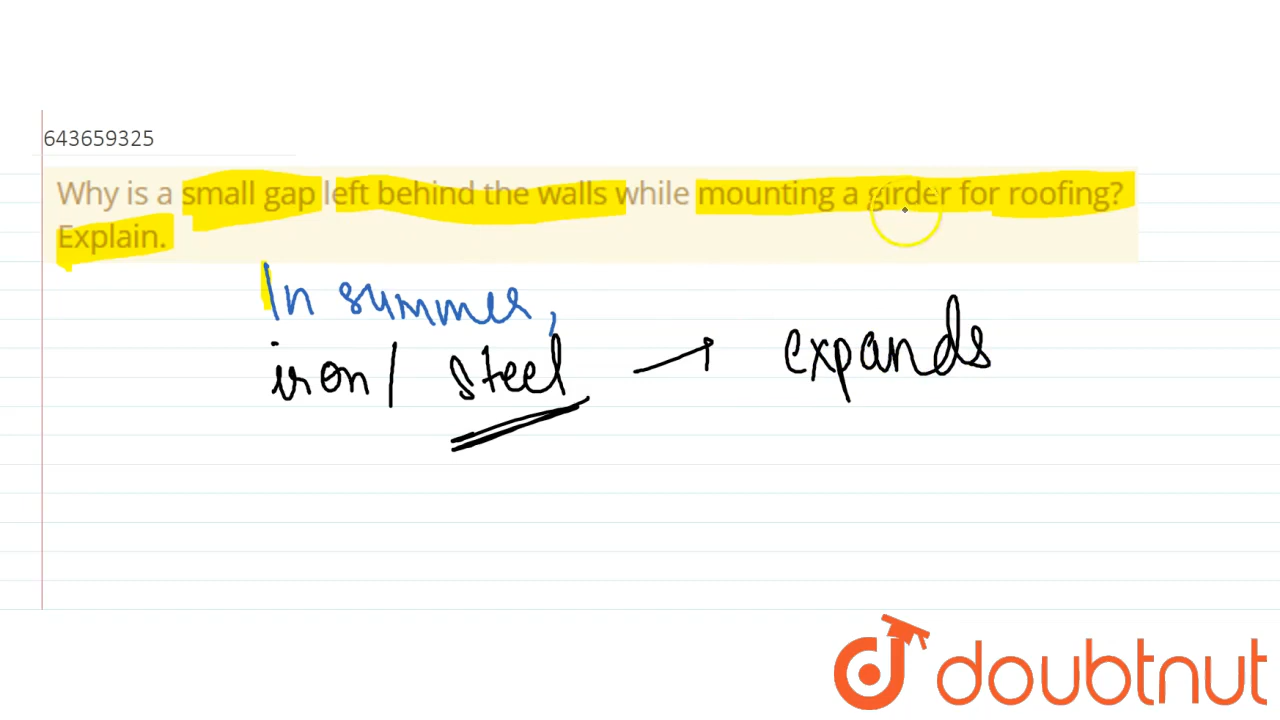 643659325
Why is a small gap left behind the walls while mounting a girder for roofing?
Explain.
In summer,
iron/ steel → expands
doubtnut